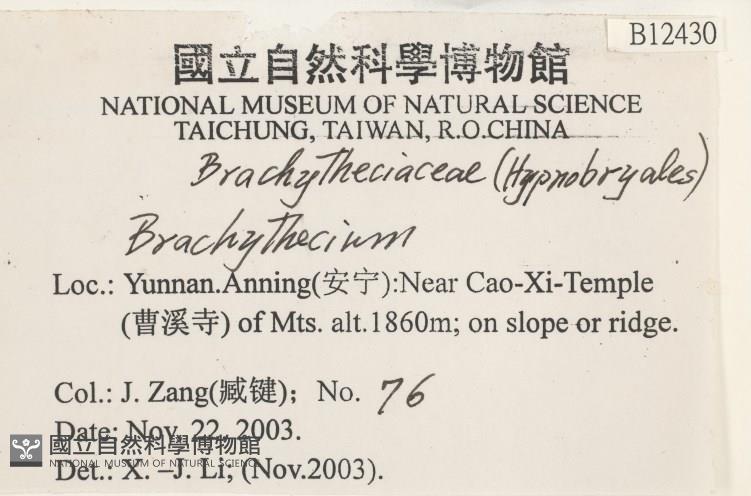 B12430
國立自然科學博物館
NATIONAL MUSEUM OF NATURAL SCIENCE
TAICHUNG, TAIWAN, R.O.CHINA
Brachytheciaceae (Hypnobryales)
Brachythecium
Loc.: Yunnan.Anning(安宁):Near Cao-Xi-Temple
(曹溪寺) of Mts. alt.1860m; on slope or ridge.
Col.: J. Zang(臧键); No. 76
Date: Nov. 22, 2003.
國立自然科學博物館
NATIONAL MUSEUM OF NATURAL SCIENCE
Det.: X. –J. Li; (Nov.2003).